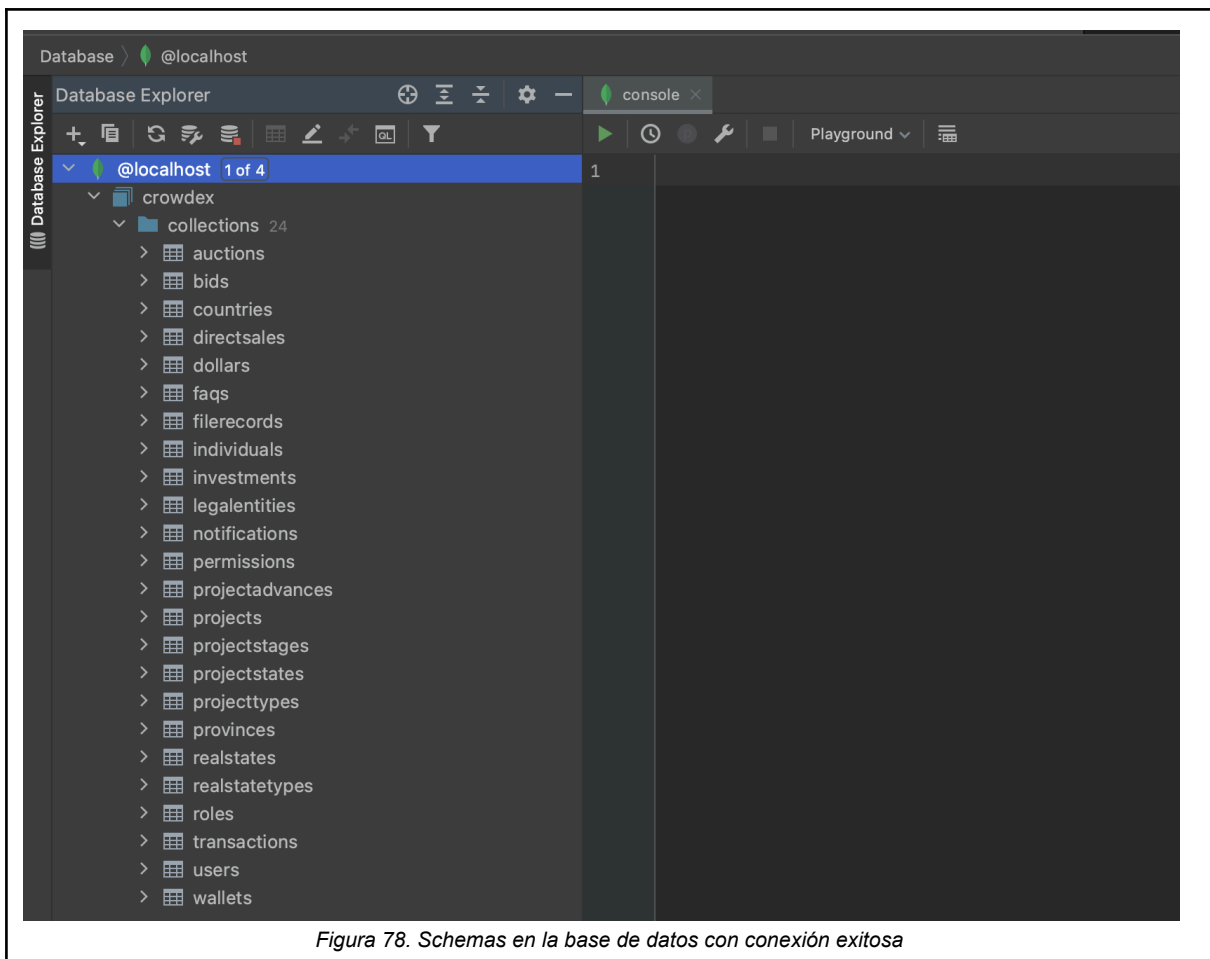 Database @localhost
Database Explorer
console
Database Explorer
QL
Playground
@localhost 1 of 4
1
crowdex
collections 24
auctions
bids
countries
directsales
dollars
faqs
filerecords
individuals
investments
legalentities
notifications
permissions
projectadvances
projects
projectstages
projectstates
projecttypes
provinces
realstates
realstatetypes
roles
transactions
users
wallets
Figura 78. Schemas en la base de datos con conexión exitosa